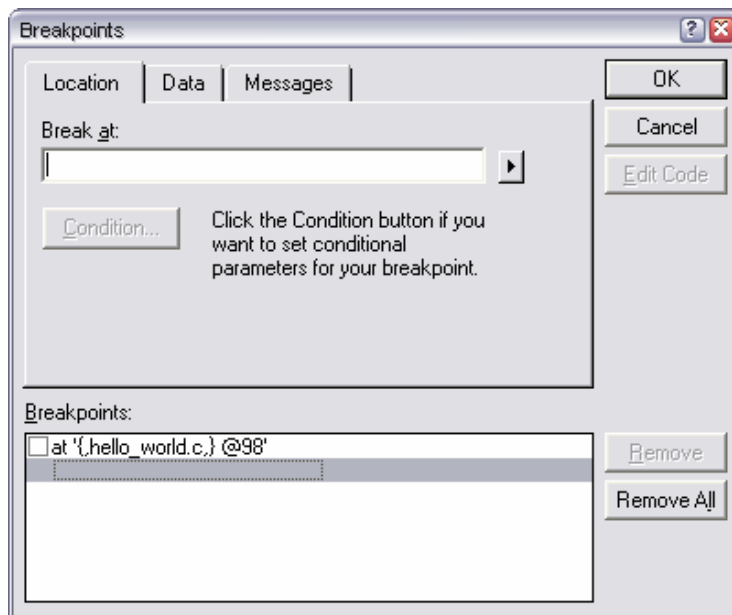 Breakpoints
Location
Data
Messages
OK
Cancel
Edit Code
Break at:
Condition...
Click the Condition button if you
want to set conditional
parameters for your breakpoint.
Breakpoints:
at '{,hello_world.c,} @98'
Remove
Remove All